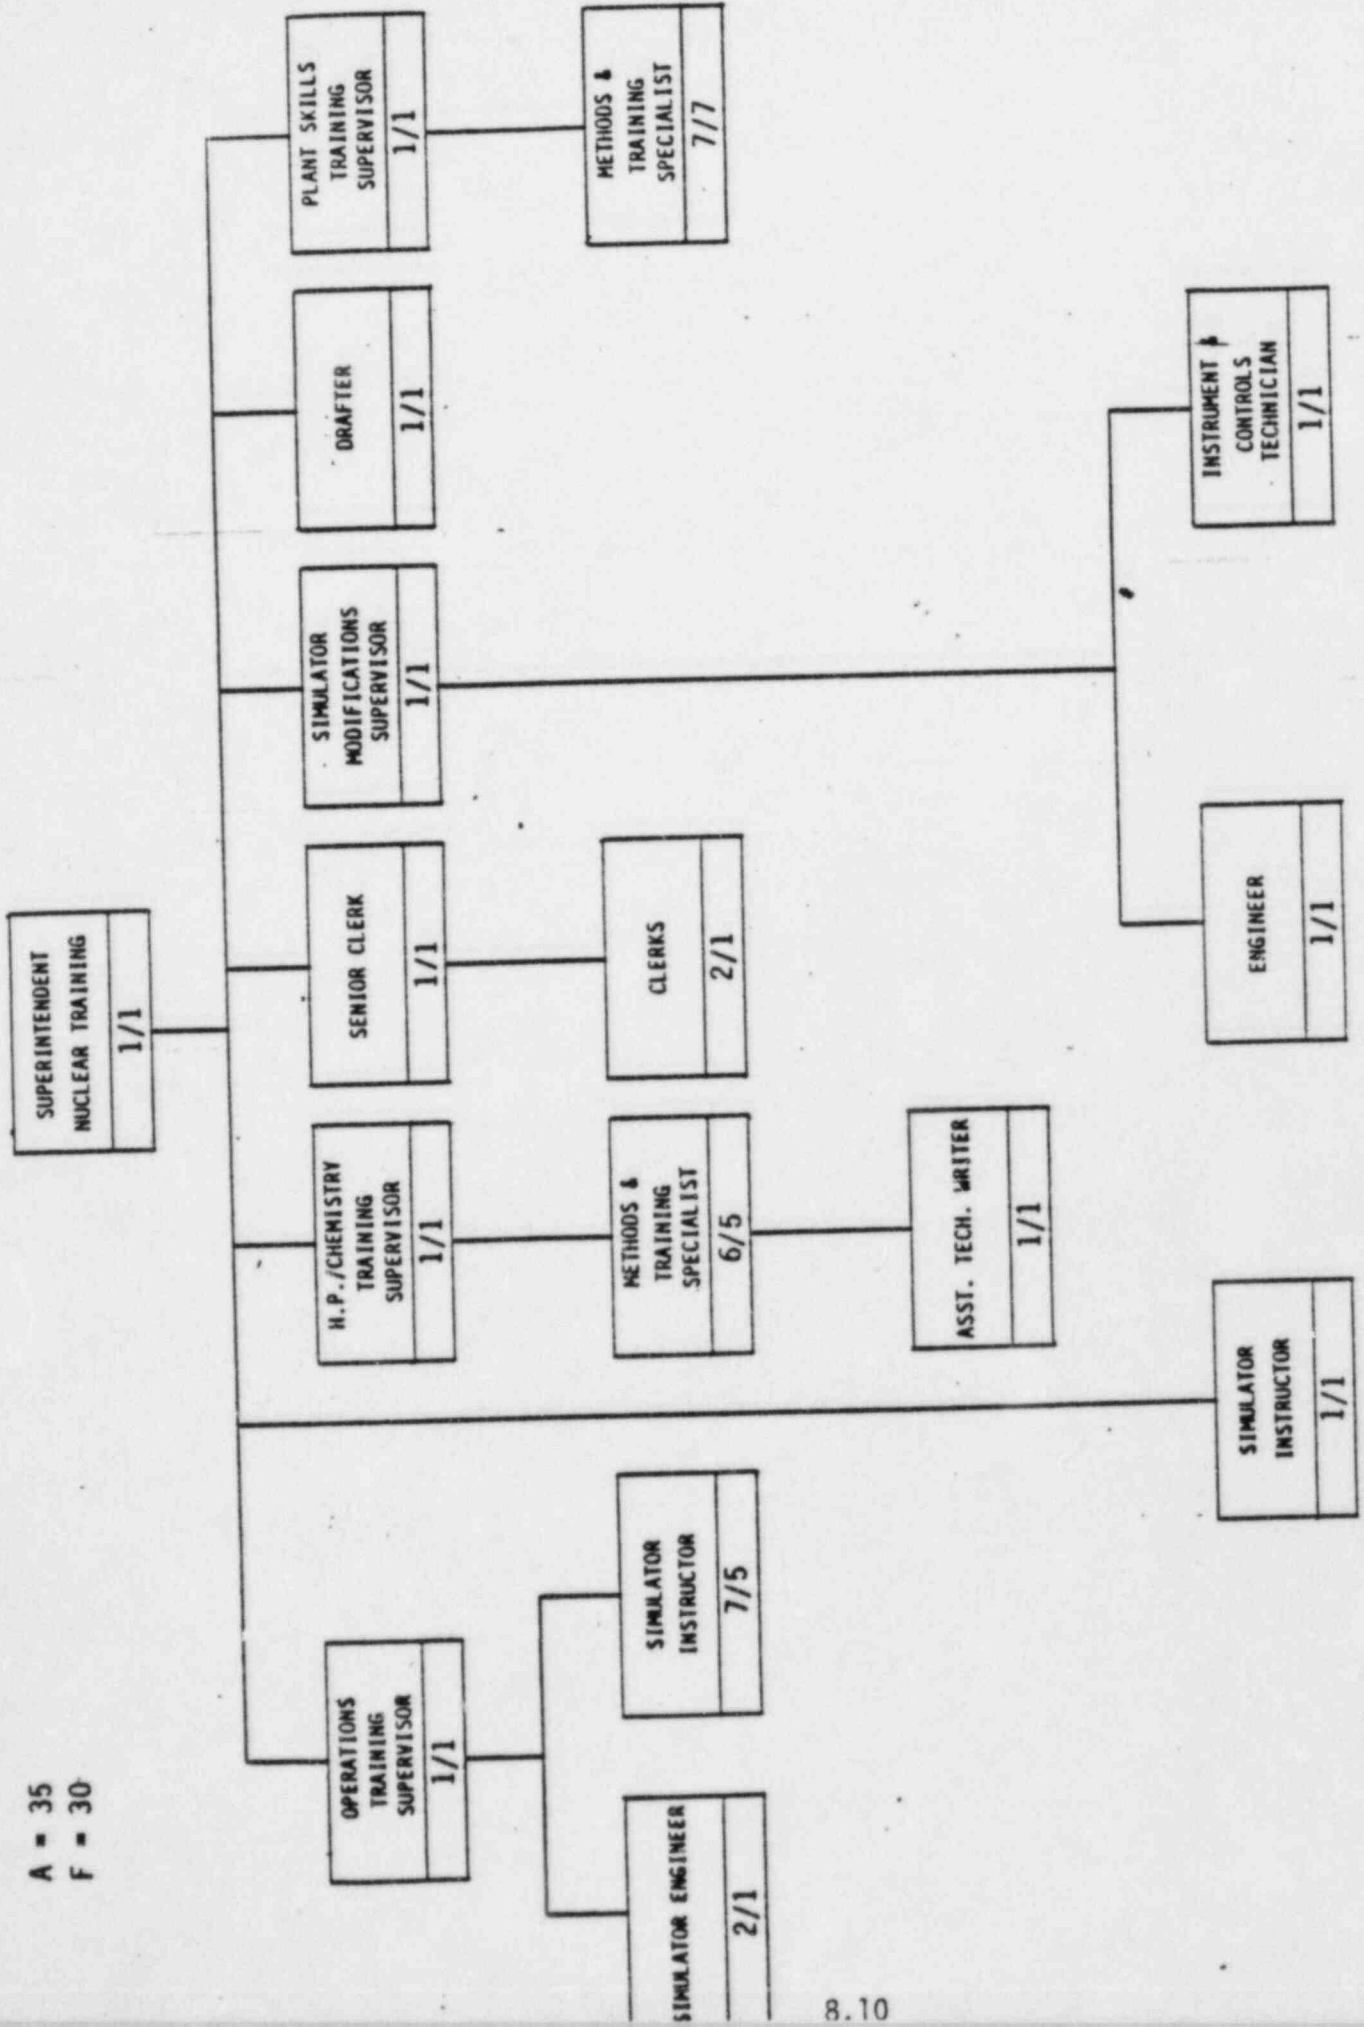 A = 35
F = 30
SUPERINTENDENT
NUCLEAR TRAINING
1/1
OPERATIONS
TRAINING
SUPERVISOR
1/1
H.P./CHEMISTRY
TRAINING
SUPERVISOR
1/1
SENIOR CLERK
1/1
SIMULATOR
MODIFICATIONS
SUPERVISOR
1/1
DRAFTER
1/1
PLANT SKILLS
TRAINING
SUPERVISOR
1/1
SIMULATOR ENGINEER
2/1
SIMULATOR
INSTRUCTOR
7/5
METHODS &
TRAINING
SPECIALIST
6/5
CLERKS
2/1
METHODS &
TRAINING
SPECIALIST
7/7
ASST. TECH. WRITER
1/1
SIMULATOR
INSTRUCTOR
1/1
ENGINEER
1/1
INSTRUMENT &
CONTROLS
TECHNICIAN
1/1
8.10